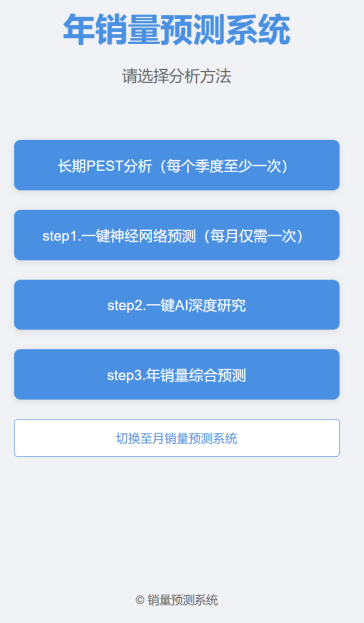 年销量预测系统
请选择分析方法
长期PEST分析（每个季度至少一次）
step1.一键神经网络预测（每月仅需一次）
step2.一键AI深度研究
step3.年销量综合预测
切换至月销量预测系统
© 销量预测系统